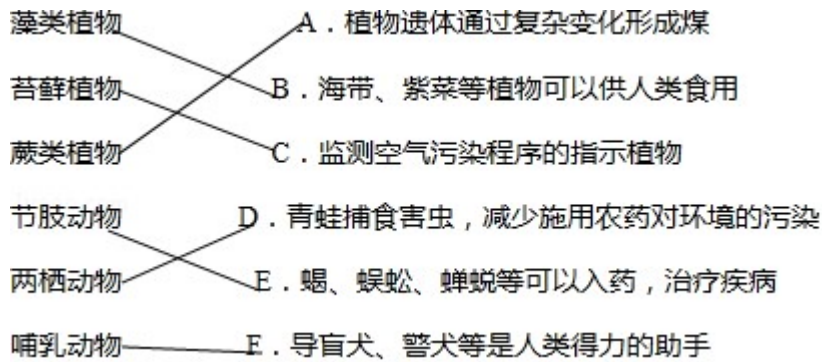 藻类植物 A．植物遗体通过复杂变化形成煤
苔藓植物 B．海带、紫菜等植物可以供人类食用
蕨类植物 C．监测空气污染程序的指示植物
节肢动物 D．青蛙捕食害虫，减少施用农药对环境的污染
两栖动物 E．蝎、蜈蚣、蝉蜕等可以入药，治疗疾病
哺乳动物 F．导盲犬、警犬等是人类得力的助手